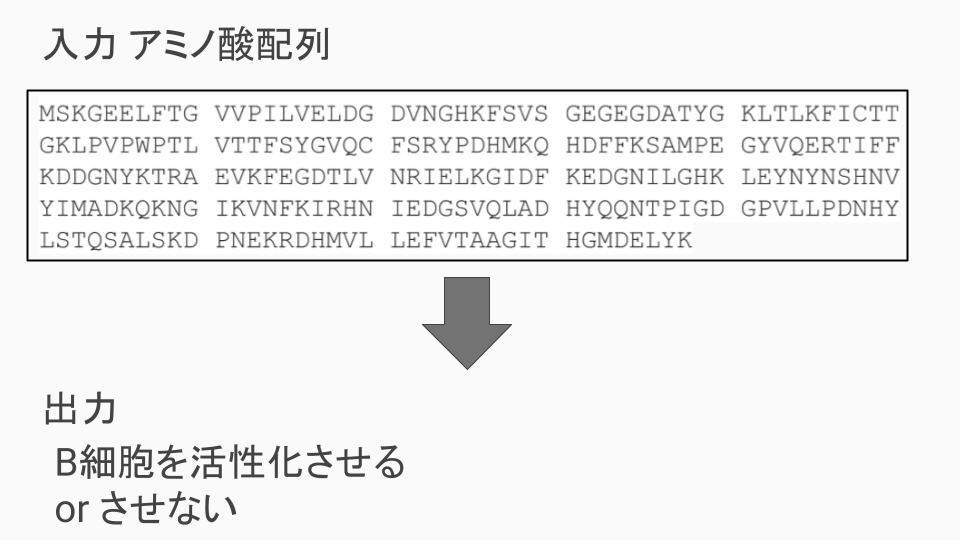 入力 アミノ酸配列
MSKGEELFTG VVPILVELDG DVNGHKFSVS GEGEGDATYG KLTLKFICTT
GKLPVPWPTL VTTFSYGVQC FSRYPDHMKQ HDFFKSAMPE GYVQERTIFF
KDDGNYKTRA EVKFEGDTLV NRIELKGIDF KEDGNILGHK LEYNYNSHNV
YIMADKQKNG IKVNFKIRHN IEDGSVQLAD HYQQNTPIGD GPVLLPDNHY
LSTQSALSKD PNEKRDHMVL LEFVTAAGIT HGMDELYK
出力
B細胞を活性化させる
or させない